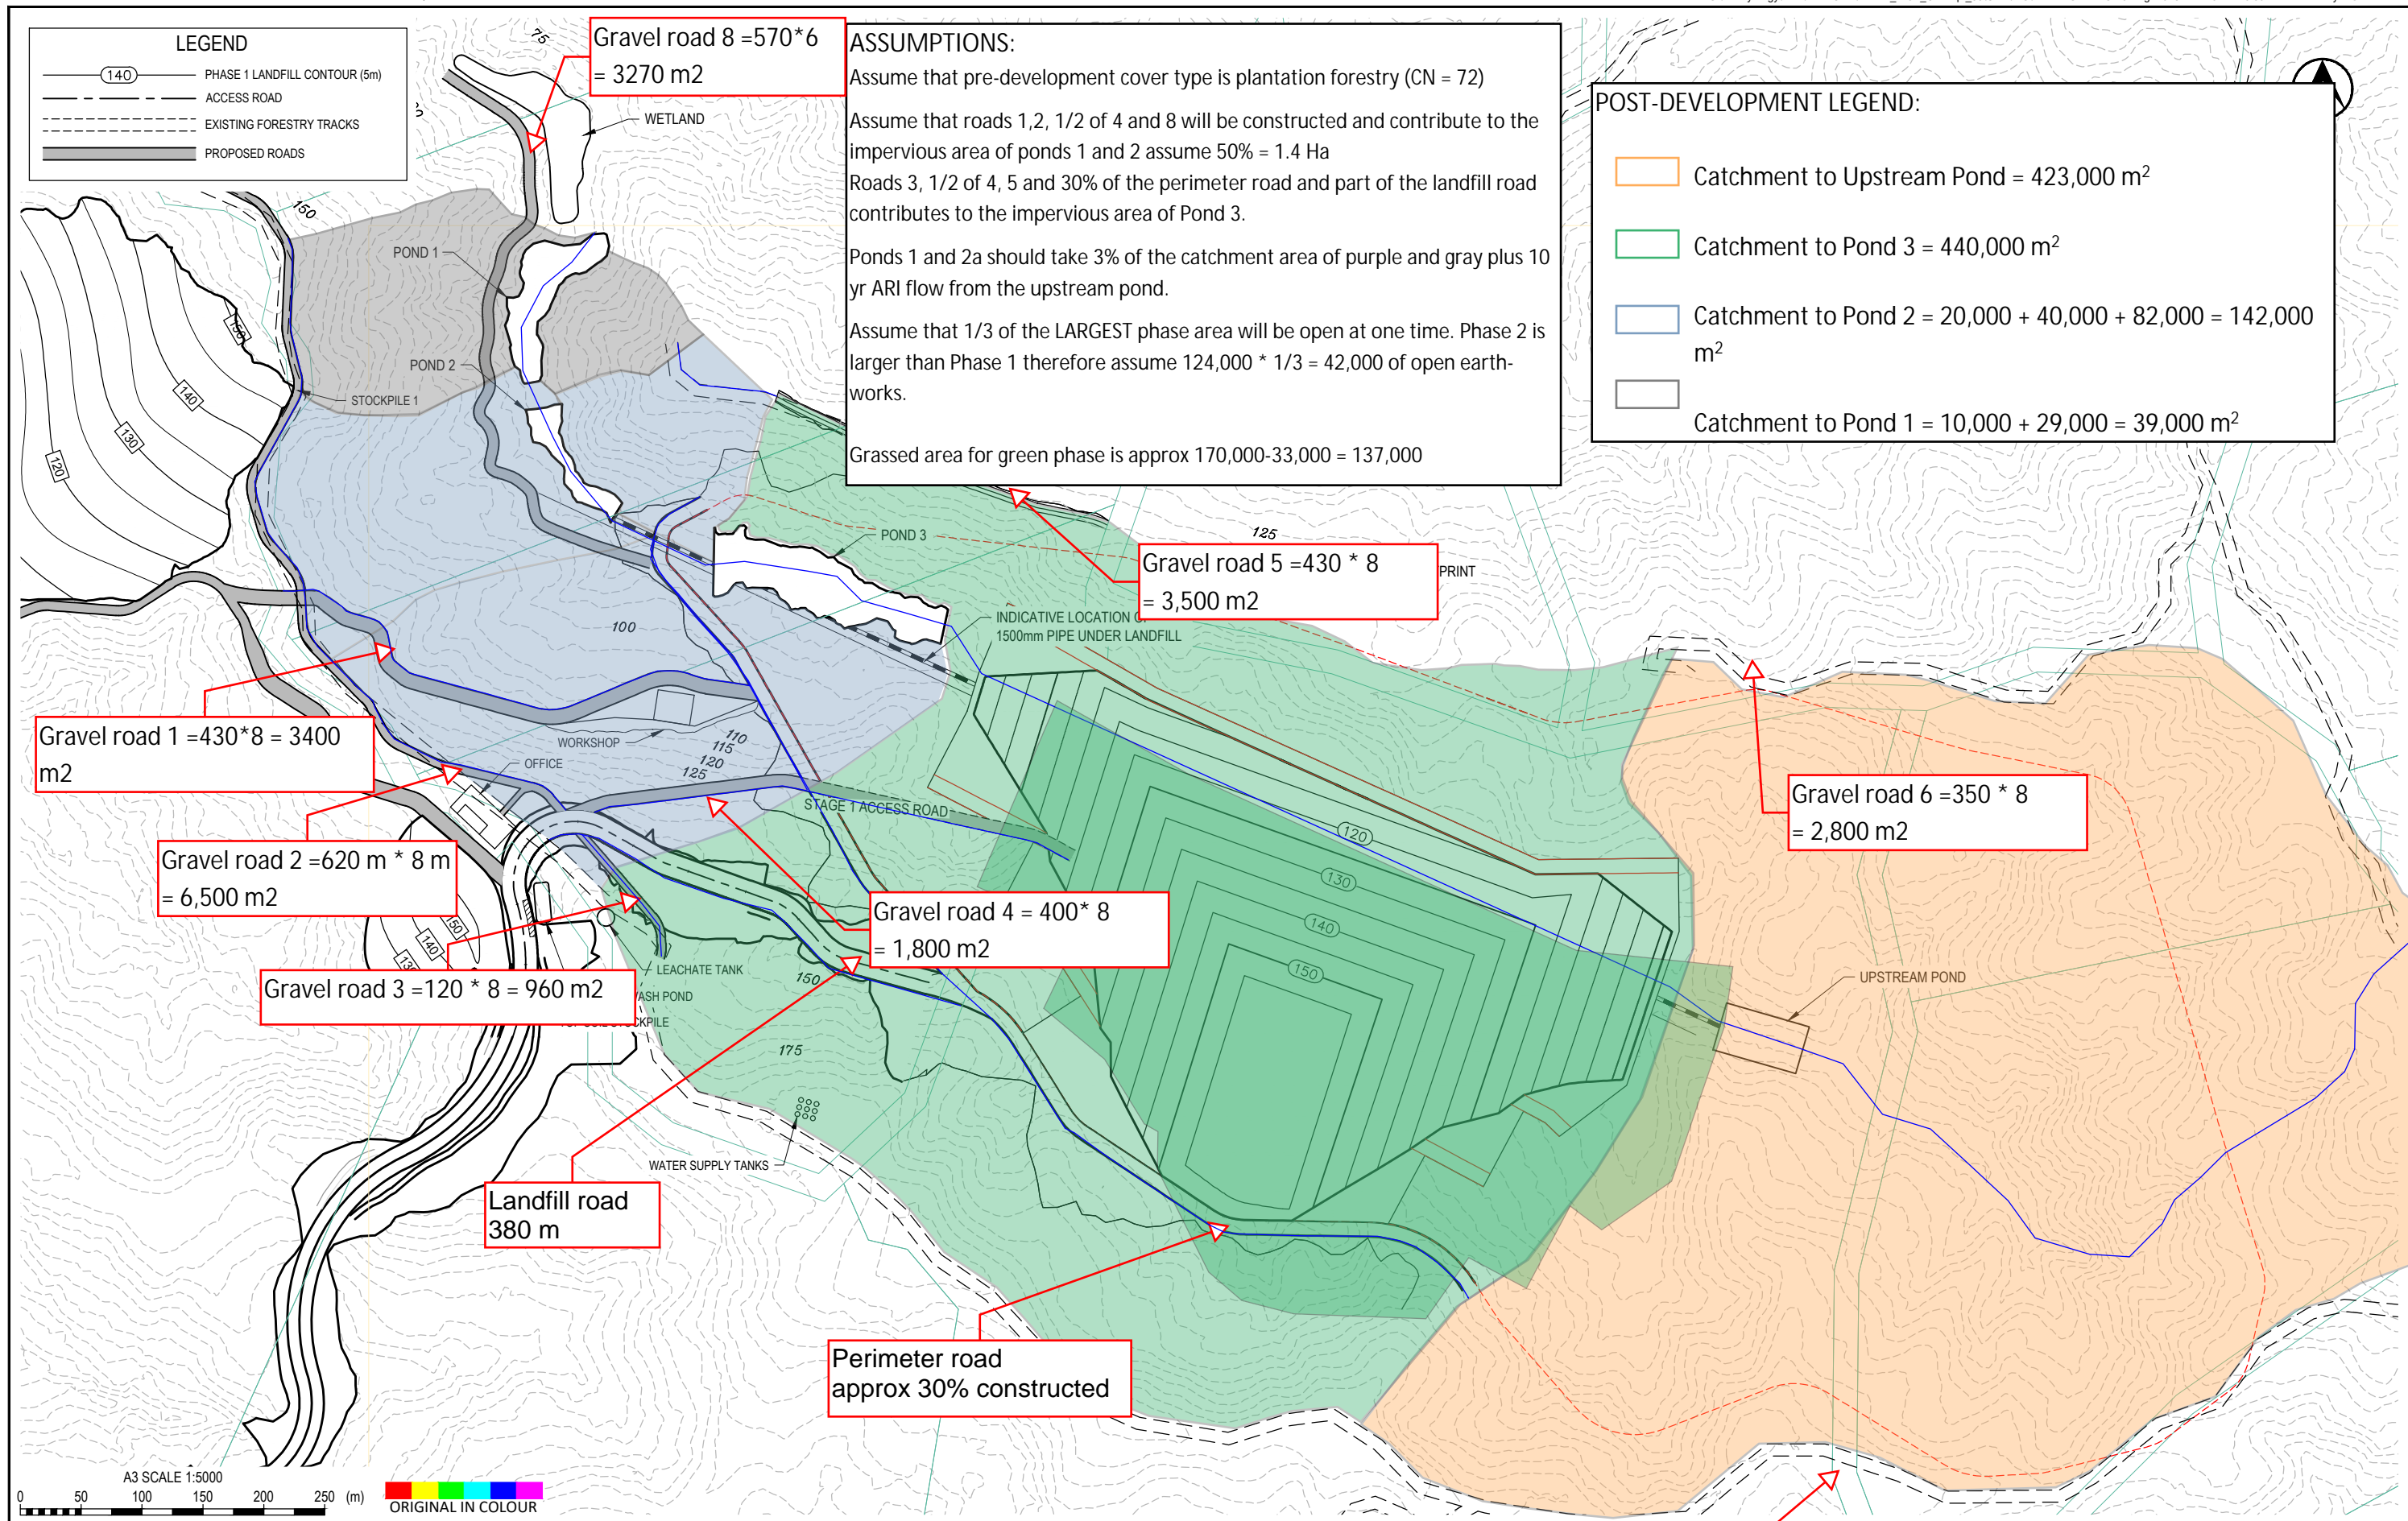 LEGEND
140
PHASE 1 LANDFILL CONTOUR (5m)
ACCESS ROAD
EXISTING FORESTRY TRACKS
PROPOSED ROADS
Gravel road 8 =570*6
= 3270 m2
ASSUMPTIONS:
Assume that pre-development cover type is plantation forestry (CN = 72)
Assume that roads 1,2, 1/2 of 4 and 8 will be constructed and contribute to the
impervious area of ponds 1 and 2 assume 50% = 1.4 Ha
Roads 3, 1/2 of 4, 5 and 30% of the perimeter road and part of the landfill road
contributes to the impervious area of Pond 3.
Ponds 1 and 2a should take 3% of the catchment area of purple and gray plus 10
yr ARI flow from the upstream pond.
Assume that 1/3 of the LARGEST phase area will be open at one time. Phase 2 is
larger than Phase 1 therefore assume 124,000 * 1/3 = 42,000 of open earth-
works.
Grassed area for green phase is approx 170,000-33,000 = 137,000
POST-DEVELOPMENT LEGEND:
Catchment to Upstream Pond = 423,000 m²
Catchment to Pond 3 = 440,000 m²
Catchment to Pond 2 = 20,000 + 40,000 + 82,000 = 142,000
m²
Catchment to Pond 1 = 10,000 + 29,000 = 39,000 m²
75
WETLAND
150
POND 1
POND 2
STOCKPILE 1
150
140
130
120
POND 3
125
Gravel road 5 =430 * 8
= 3,500 m2
PRINT
INDICATIVE LOCATION O
1500mm PIPE UNDER LANDFILL
100
Gravel road 1 =430*8 = 3400
m2
WORKSHOP
OFFICE
110
115
120
125
STAGE 1 ACCESS ROAD
Gravel road 6 =350 * 8
= 2,800 m2
120
130
140
150
Gravel road 2 =620 m * 8 m
= 6,500 m2
Gravel road 4 = 400* 8
= 1,800 m2
150
140
LEACHATE TANK
Gravel road 3 =120 * 8 = 960 m2
ASH POND
150
UPSTREAM POND
175
WATER SUPPLY TANKS
Landfill road
380 m
Perimeter road
approx 30% constructed
A3 SCALE 1:5000
0 50 100 150 200 250 (m)
ORIGINAL IN COLOUR